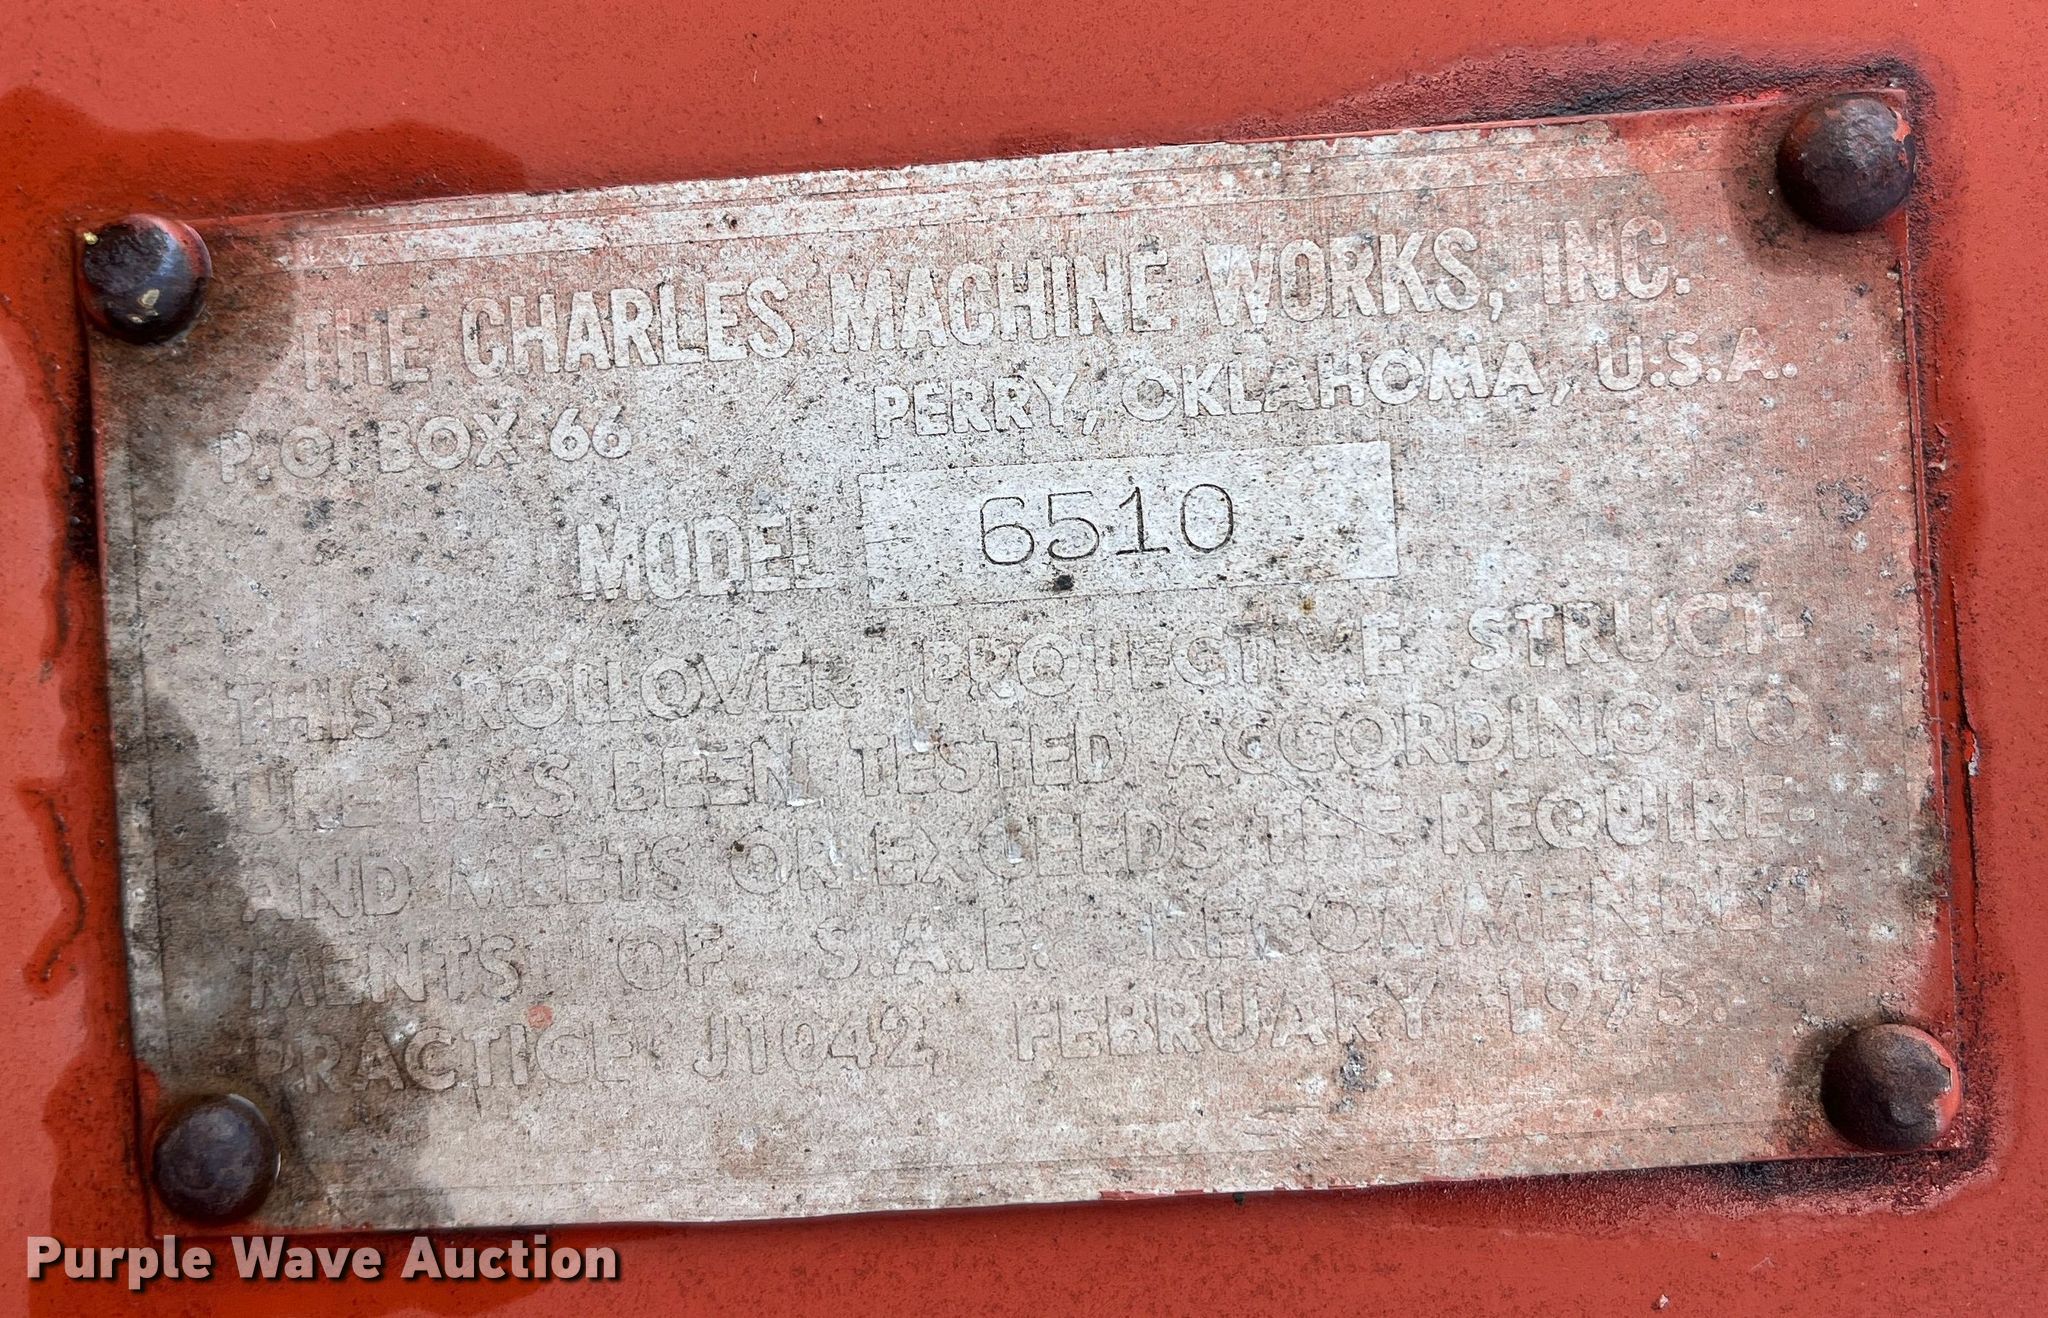 THE CHARLES MACHINE WORKS, INC.
P.O. BOX 66 PERRY, OKLAHOMA, U.S.A.
MODEL 6510
THIS ROLLOVER PROTECTIVE STRUCT-
URE HAS BEEN TESTED ACCORDING TO
AND MEETS OR EXCEEDS THE REQUIRE-
MENTS OF S.A.E. RECOMMENDED
PRACTICE J1042, FEBRUARY 1975.
Purple Wave Auction